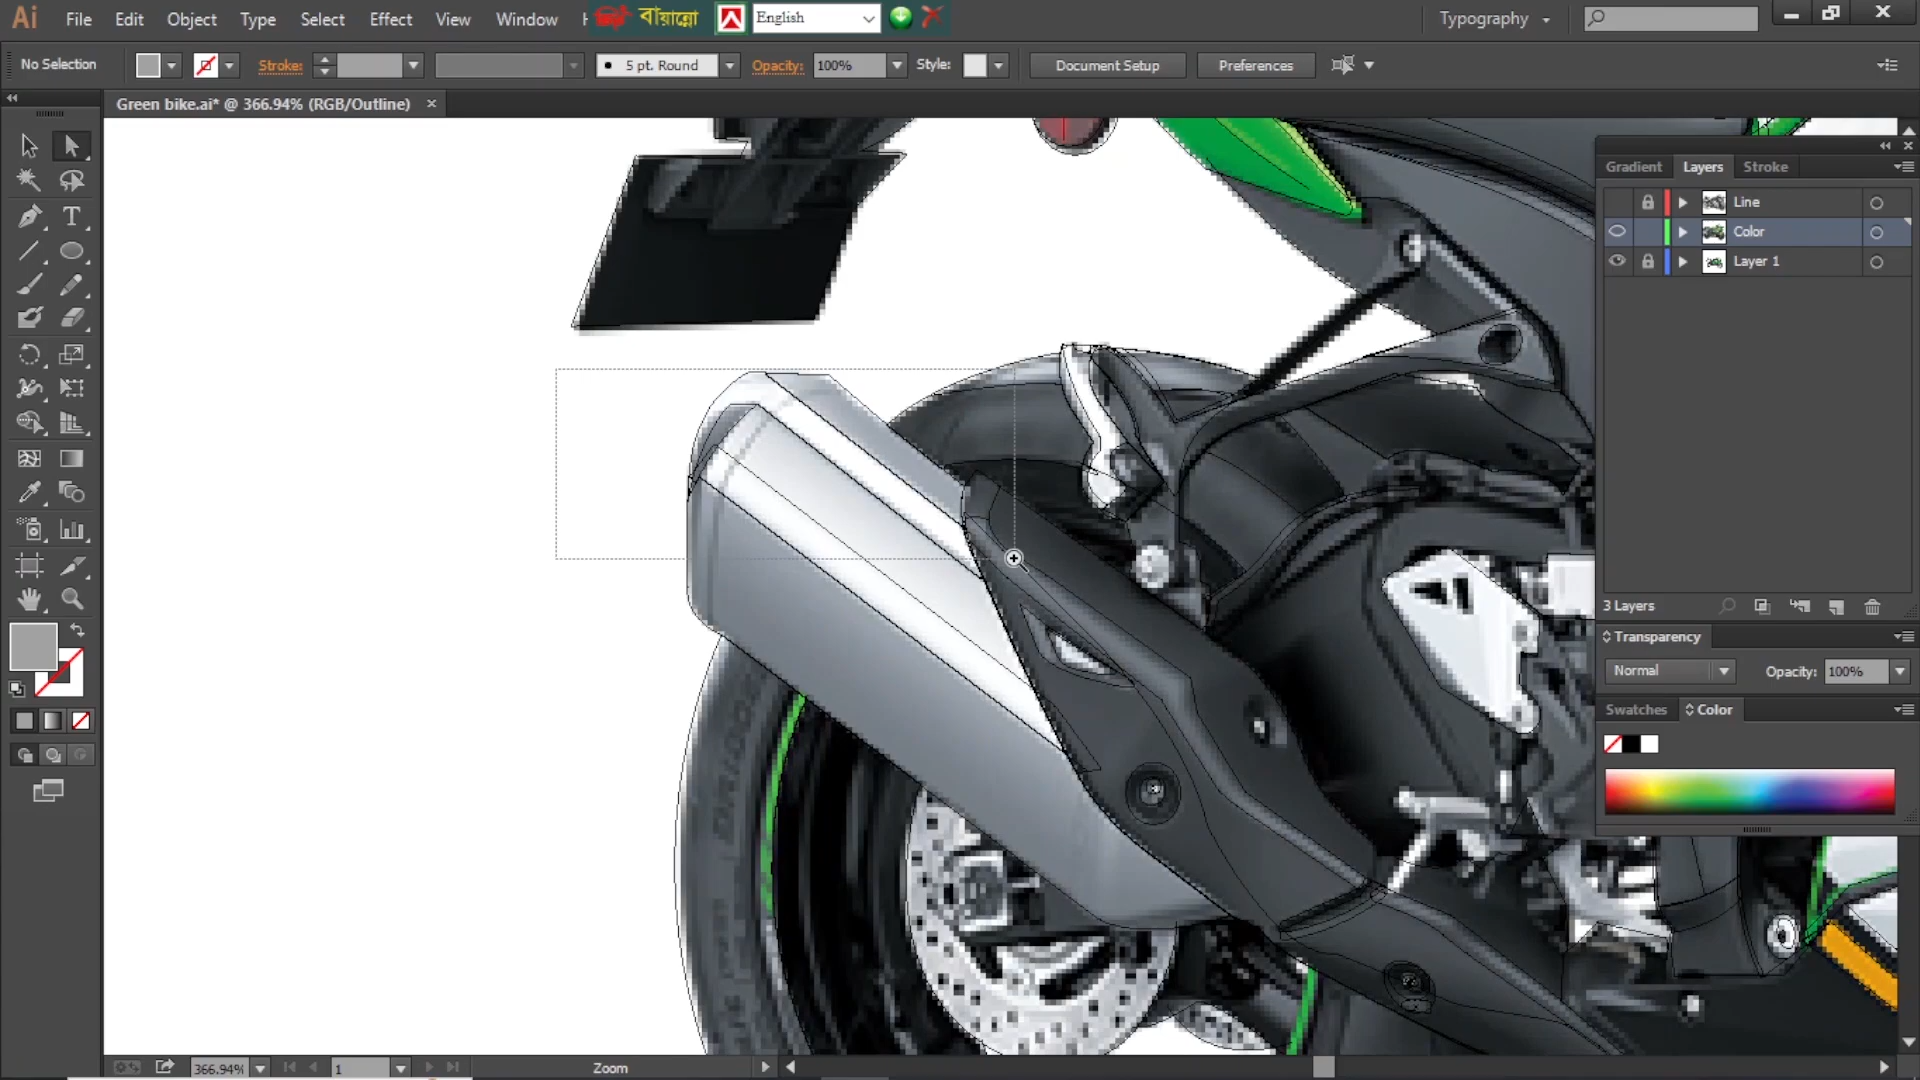 Ai File Edit Object Type Select Effect View Window H বায়ান্নো English Typography
No Selection Stroke: 5 pt. Round Opacity: 100% Style: Document Setup Preferences
Green bike.ai* @ 366.94% (RGB/Outline)
Gradient Layers Stroke
Line
Color
Layer 1
3 Layers
Transparency
Normal Opacity: 100%
Swatches Color
366.94% 1 Zoom